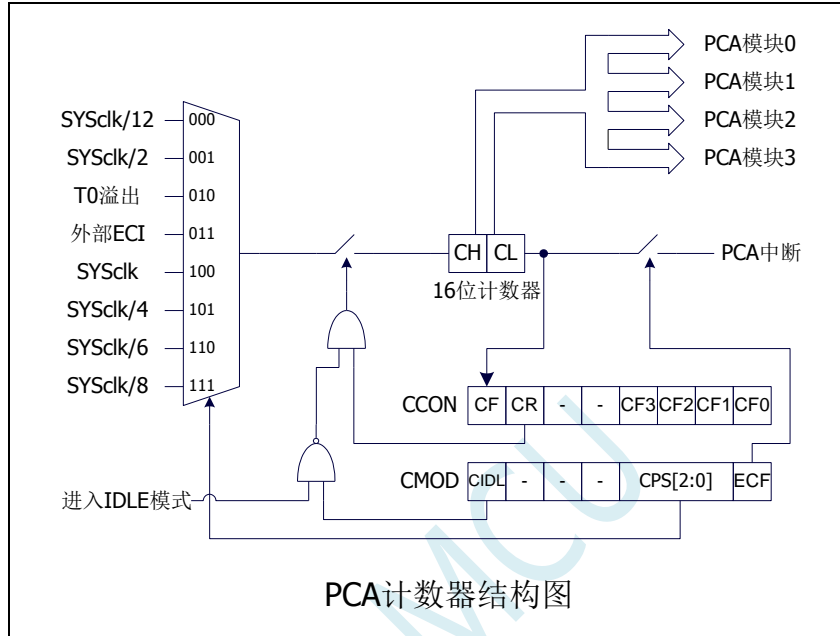 PCA模块0
PCA模块1
PCA模块2
PCA模块3
SYSclk/12 000
SYSclk/2 001
T0溢出 010
外部ECI 011
SYSclk 100
SYSclk/4 101
SYSclk/6 110
SYSclk/8 111
CH CL
PCA中断
16位计数器
CCON CF CR - - CF3 CF2 CF1 CF0
CMOD CIDL - - - CPS[2:0] ECF
进入IDLE模式
MCU
PCA计数器结构图